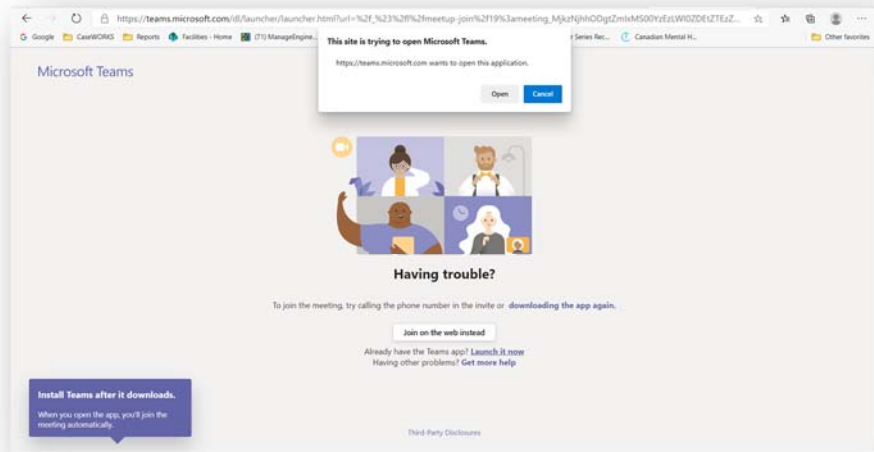 https://teams.microsoft.com/dl/launcher/launcher.html?url=%2f_%23%2fl%2fmeetup-join%2f19%3ameeting_
Google CaseWORKS Reports Facilities - Home (71) ManageEngine... Series Rec... Canadian Mental H... Other favorites
This site is trying to open Microsoft Teams.
https://teams.microsoft.com wants to open this application.
Open Cancel
Microsoft Teams
Having trouble?
To join the meeting, try calling the phone number in the invite or downloading the app again.
Join on the web instead
Already have the Teams app? Launch it now
Having other problems? Get more help
Install Teams after it downloads.
When you open the app, you'll join the
meeting automatically.
Third-Party Disclosures